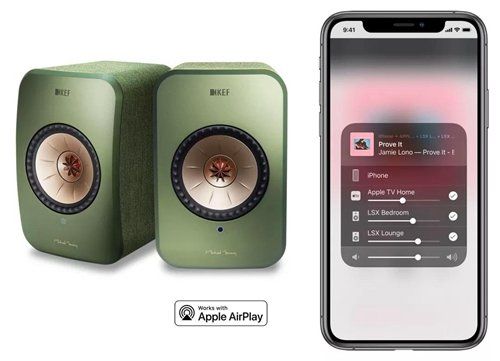 KEF
KEF
Works with
Apple AirPlay
9:41
Prove It
Jamie Lono — Prove It - E
iPhone
Apple TV Home
LSX Bedroom
LSX Lounge